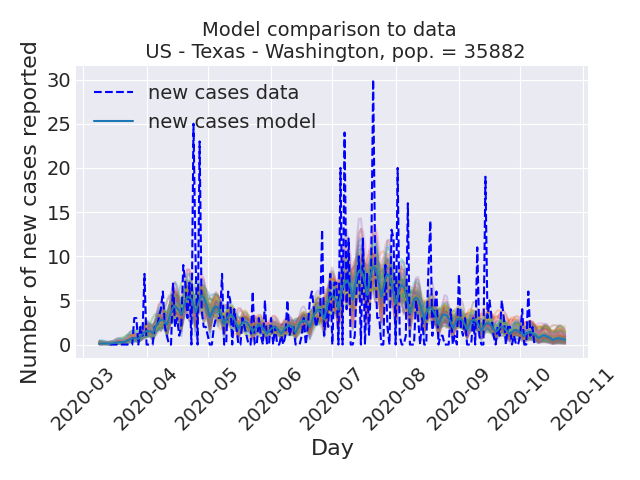 Model comparison to data
US - Texas - Washington, pop. = 35882
Number of new cases reported
30
25
20
15
10
5
0
new cases data
new cases model
2020-03
2020-04
2020-05
2020-06
2020-07
2020-08
2020-09
2020-10
2020-11
Day